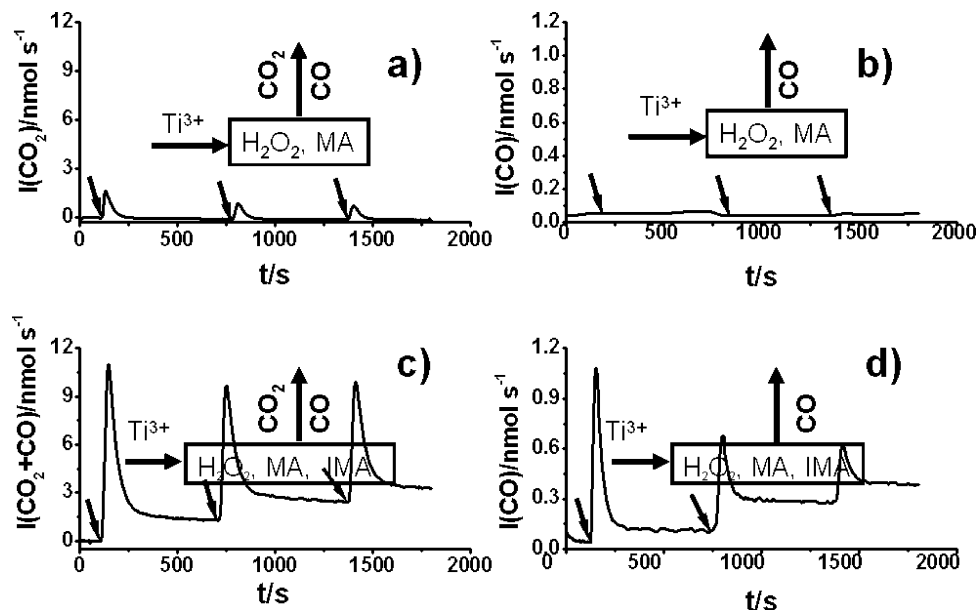 a)
I(CO₂)/nmol s⁻¹
12
9
6
3
0
CO₂
CO
Ti³⁺
H₂O₂, MA
0 500 1000 1500 2000
t/s
b)
I(CO)/nmol s⁻¹
1.2
1.0
0.8
0.6
0.4
0.2
0.0
CO
Ti³⁺
H₂O₂, MA
0 500 1000 1500 2000
t/s
c)
I(CO₂+CO)/nmol s⁻¹
12
9
6
3
0
CO₂
CO
Ti³⁺
H₂O₂, MA, IMA
0 500 1000 1500 2000
t/s
d)
I(CO)/nmol s⁻¹
1.2
0.9
0.6
0.3
0.0
CO
Ti³⁺
H₂O₂, MA, IMA
0 500 1000 1500 2000
t/s